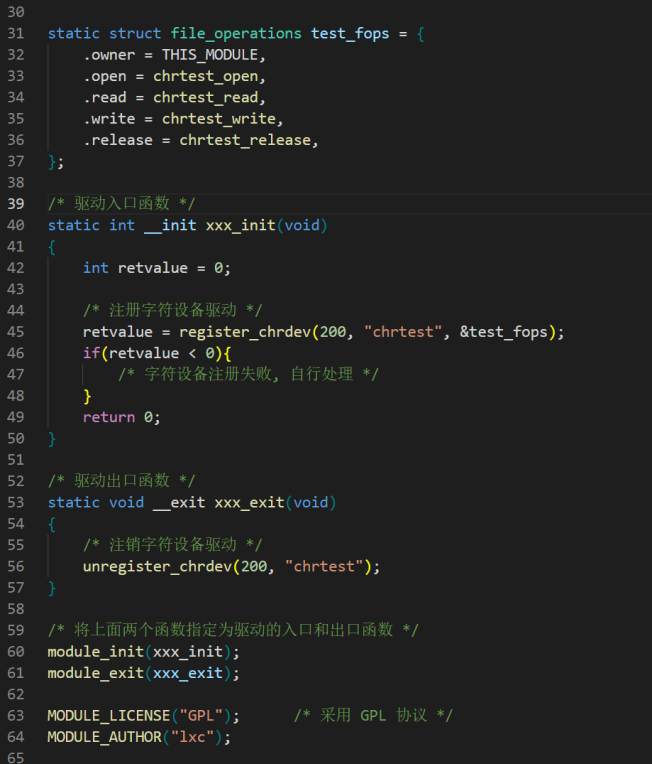 30
31 static struct file_operations test_fops = {
32     .owner = THIS_MODULE,
33     .open = chrtest_open,
34     .read = chrtest_read,
35     .write = chrtest_write,
36     .release = chrtest_release,
37 };
38
39 /* 驱动入口函数 */
40 static int __init xxx_init(void)
41 {
42     int retvalue = 0;
43
44     /* 注册字符设备驱动 */
45     retvalue = register_chrdev(200, "chrtest", &test_fops);
46     if(retvalue < 0){
47         /* 字符设备注册失败, 自行处理 */
48     }
49     return 0;
50 }
51
52 /* 驱动出口函数 */
53 static void __exit xxx_exit(void)
54 {
55     /* 注销字符设备驱动 */
56     unregister_chrdev(200, "chrtest");
57 }
58
59 /* 将上面两个函数指定为驱动的入口和出口函数 */
60 module_init(xxx_init);
61 module_exit(xxx_exit);
62
63 MODULE_LICENSE("GPL");      /* 采用 GPL 协议 */
64 MODULE_AUTHOR("lxc");
65